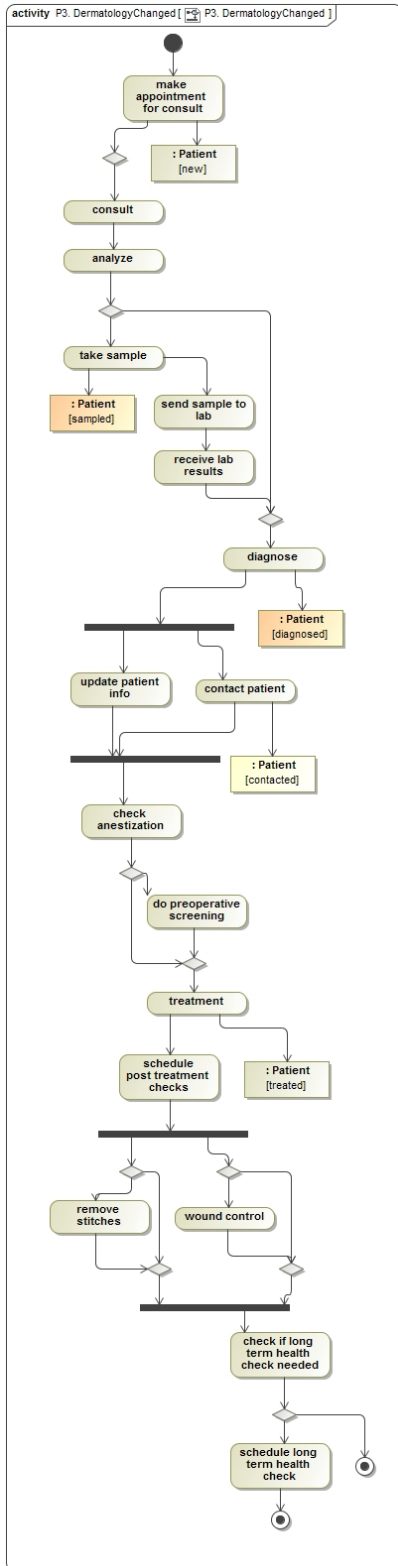 activity P3. DermatologyChanged [ P3. DermatologyChanged ]
make
appointment
for consult
: Patient
[new]
consult
analyze
take sample
: Patient
[sampled]
send sample to
lab
receive lab
results
diagnose
: Patient
[diagnosed]
update patient
info
contact patient
: Patient
[contacted]
check
anestization
do preoperative
screening
treatment
schedule
post treatment
checks
: Patient
[treated]
remove
stitches
wound control
check if long
term health
check needed
schedule long
term health
check